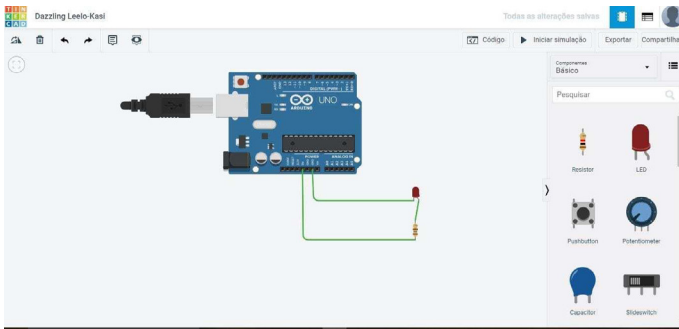 TIN
KER
CAD
Dazzling Leelo-Kasi
Todas as alterações salvas
Código
Iniciar simulação
Exportar
Compartilha
Componentes
Básico
Pesquisar
DIGITAL (PWM~)
UNO
ARDUINO
POWER
ANALOG IN
Resistor
LED
Pushbutton
Potentiometer
Capacitor
Slideswitch